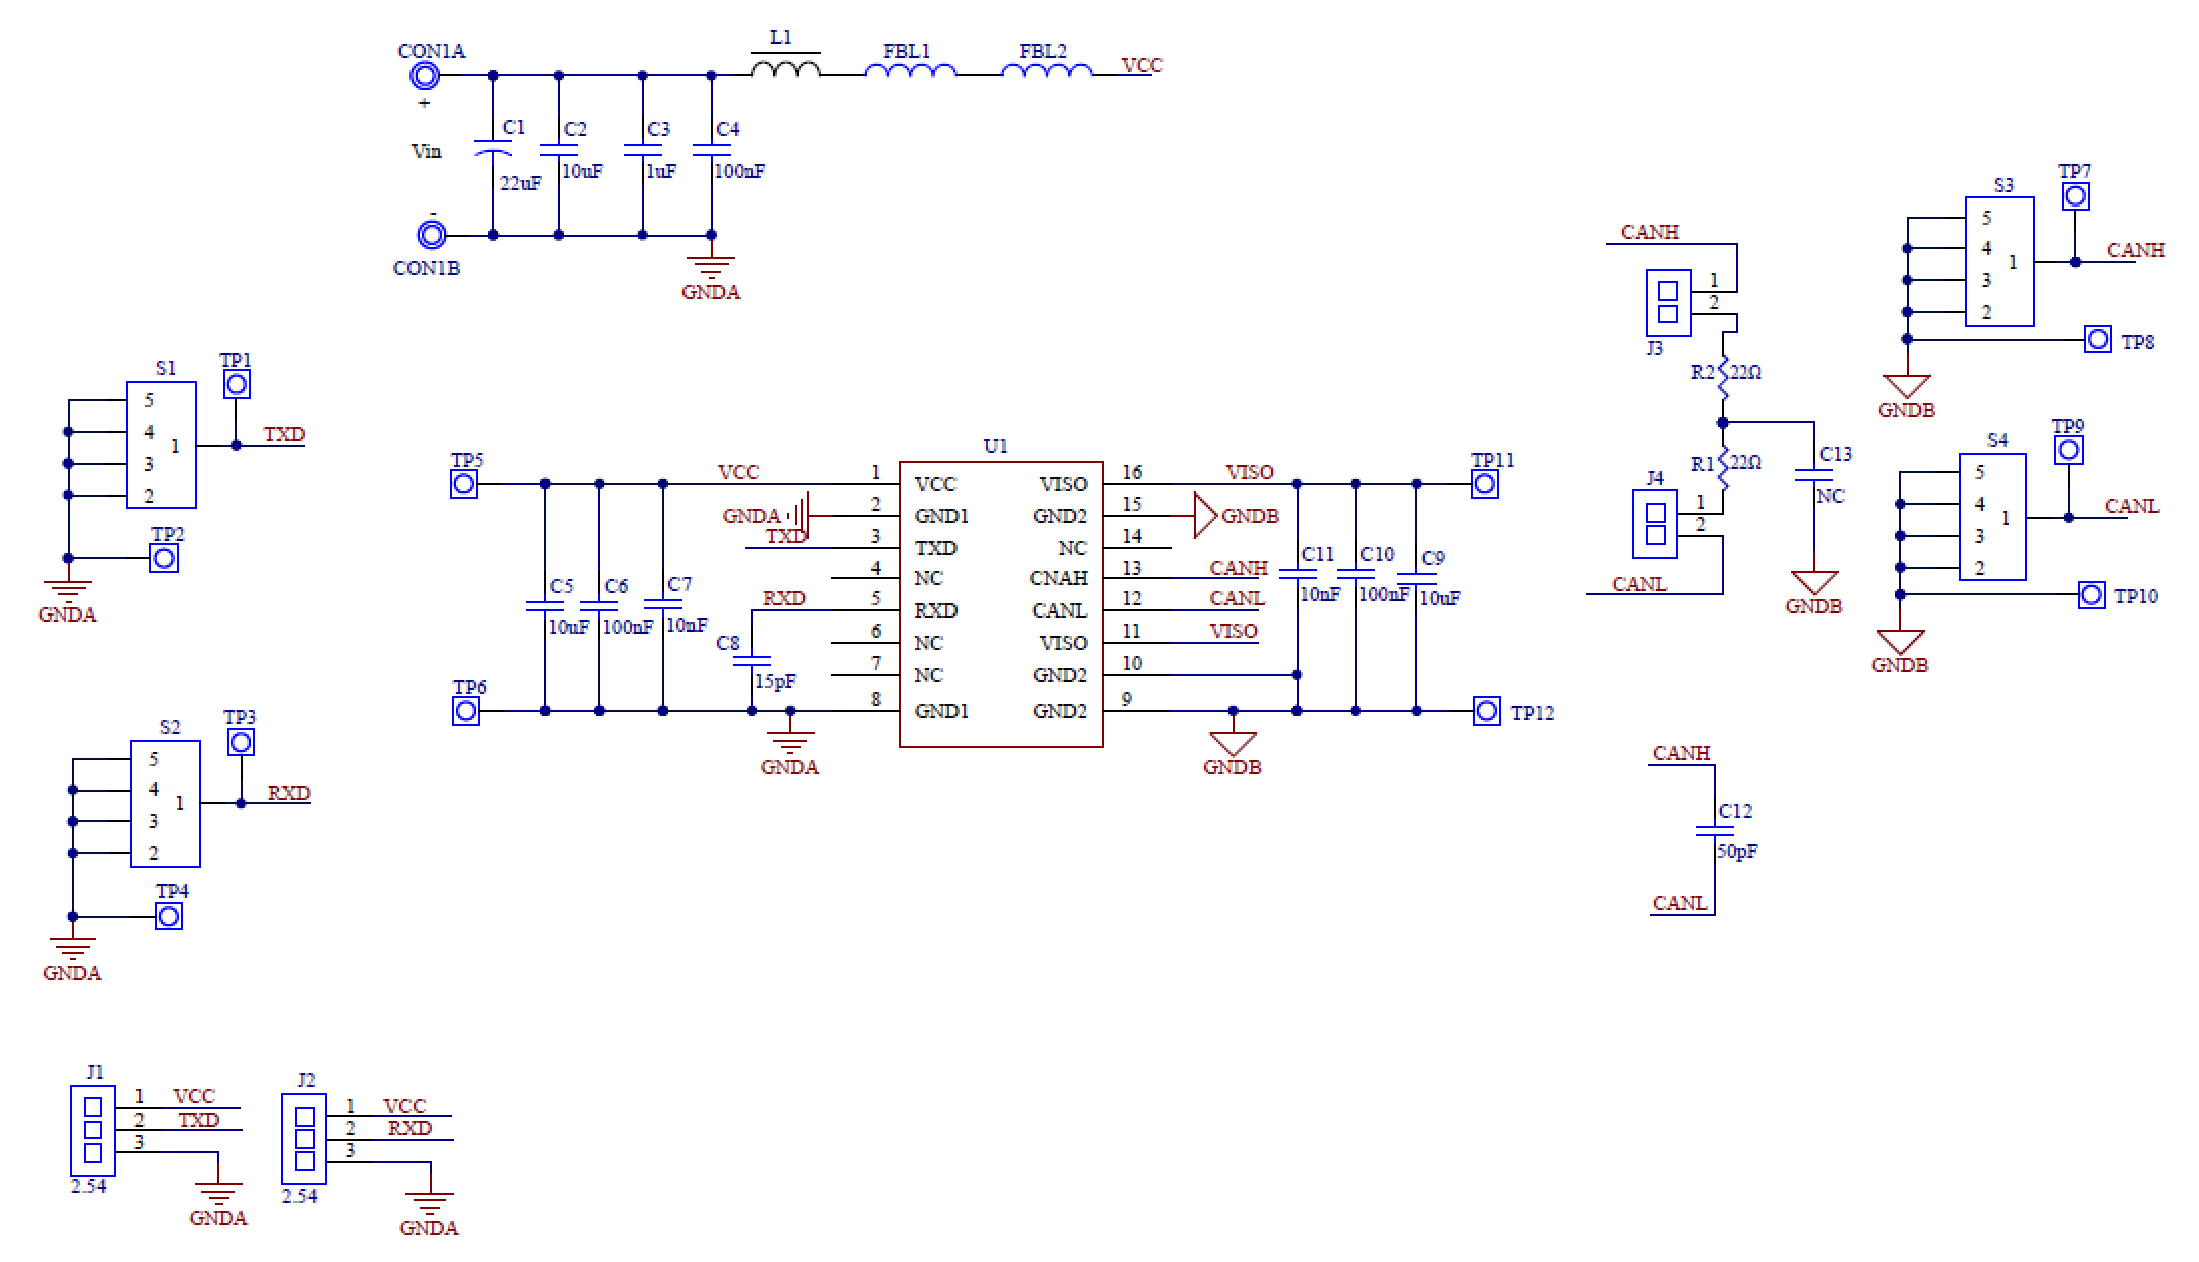 CON1A
+
Vin
-
CON1B
C1
22uF
C2
10uF
C3
1uF
C4
100nF
L1
FBL1
FBL2
VCC
GNDA
S1
5
4
3
2
1
TP1
TXD
TP2
GNDA
S2
5
4
3
2
1
TP3
RXD
TP4
GNDA
J1
1 VCC
2 TXD
3
2.54
GNDA
J2
1 VCC
2 RXD
3
2.54
GNDA
TP5
TP6
C5
10uF
C6
100nF
C7
10nF
C8
15pF
VCC
GNDA
TXD
RXD
GNDA
U1
1 VCC
2 GND1
3 TXD
4 NC
5 RXD
6 NC
7 NC
8 GND1
VISO 16
GND2 15
NC 14
CNAH 13
CANL 12
VISO 11
GND2 10
GND2 9
VISO
GNDB
CANH
CANL
VISO
GNDB
C11
10nF
C10
100nF
C9
10uF
TP11
TP12
CANH
1
2
J3
R2 22Ω
R1 22Ω
J4
1
2
CANL
C13
NC
GNDB
CANH
C12
50pF
CANL
S3
5
4
3
2
1
TP7
CANH
TP8
GNDB
S4
5
4
3
2
1
TP9
CANL
TP10
GNDB